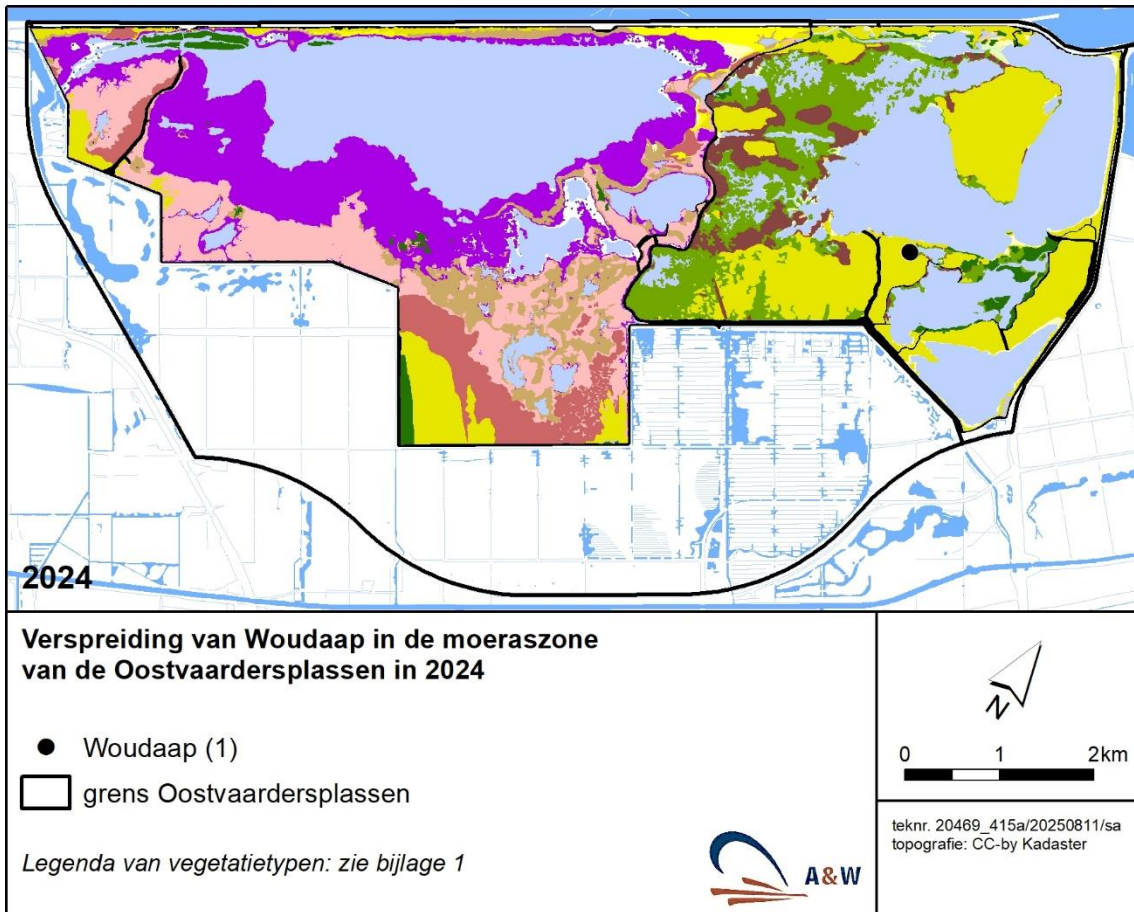 2024
Verspreiding van Woudaap in de moeraszone
van de Oostvaardersplassen in 2024
Woudaap (1)
grens Oostvaardersplassen
Legenda van vegetatietypen: zie bijlage 1
A&W
N
0 1 2km
teknr. 20469_415a/20250811/sa
topografie: CC-by Kadaster